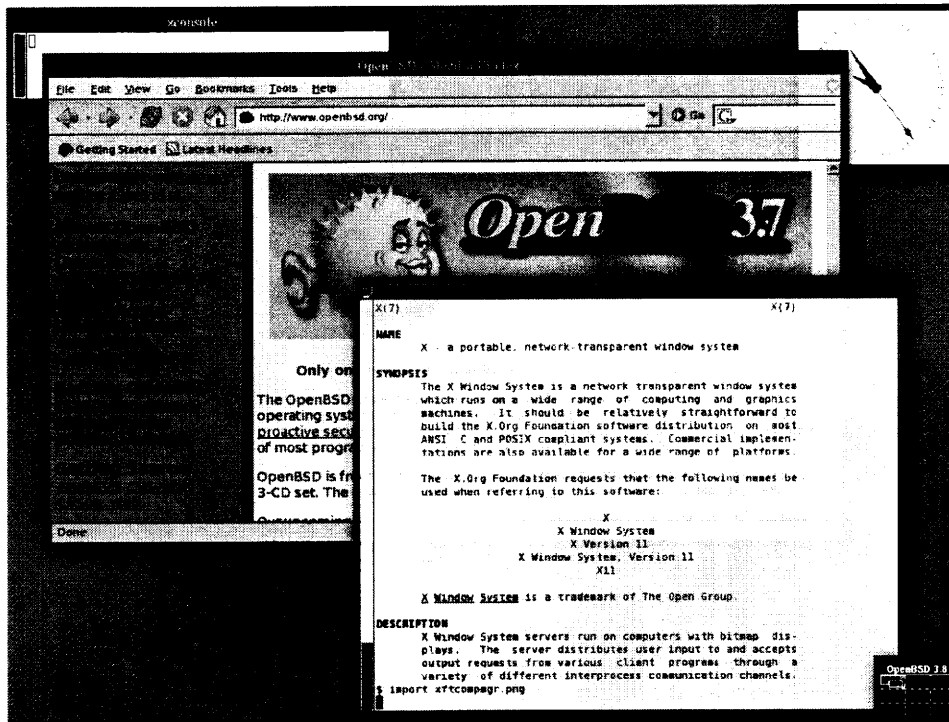 xconsole
File Edit View Go Bookmarks Tools Help
http://www.openbsd.org/
Go
G
Getting Started Latest Headlines
Open 3.7
Only on
The OpenBSD
operating syst
proactive secu
of most progra
OpenBSD is fr
3-CD set. The
Done
X(7) X(7)
NAME
X - a portable, network-transparent window system
SYNOPSIS
The X Window System is a network transparent window system
which runs on a wide range of computing and graphics
machines. It should be relatively straightforward to
build the X.Org Foundation software distribution on most
ANSI C and POSIX compliant systems. Commercial implemen-
tations are also available for a wide range of platforms.
The X.Org Foundation requests that the following names be
used when referring to this software:
X
X Window System
X Version 11
X Window System, Version 11
X11
X Window System is a trademark of The Open Group.
DESCRIPTION
X Window System servers run on computers with bitmap dis-
plays. The server distributes user input to and accepts
output requests from various client programs through a
variety of different interprocess communication channels.
$ import xftcompmgr.png
OpenBSD 3.8